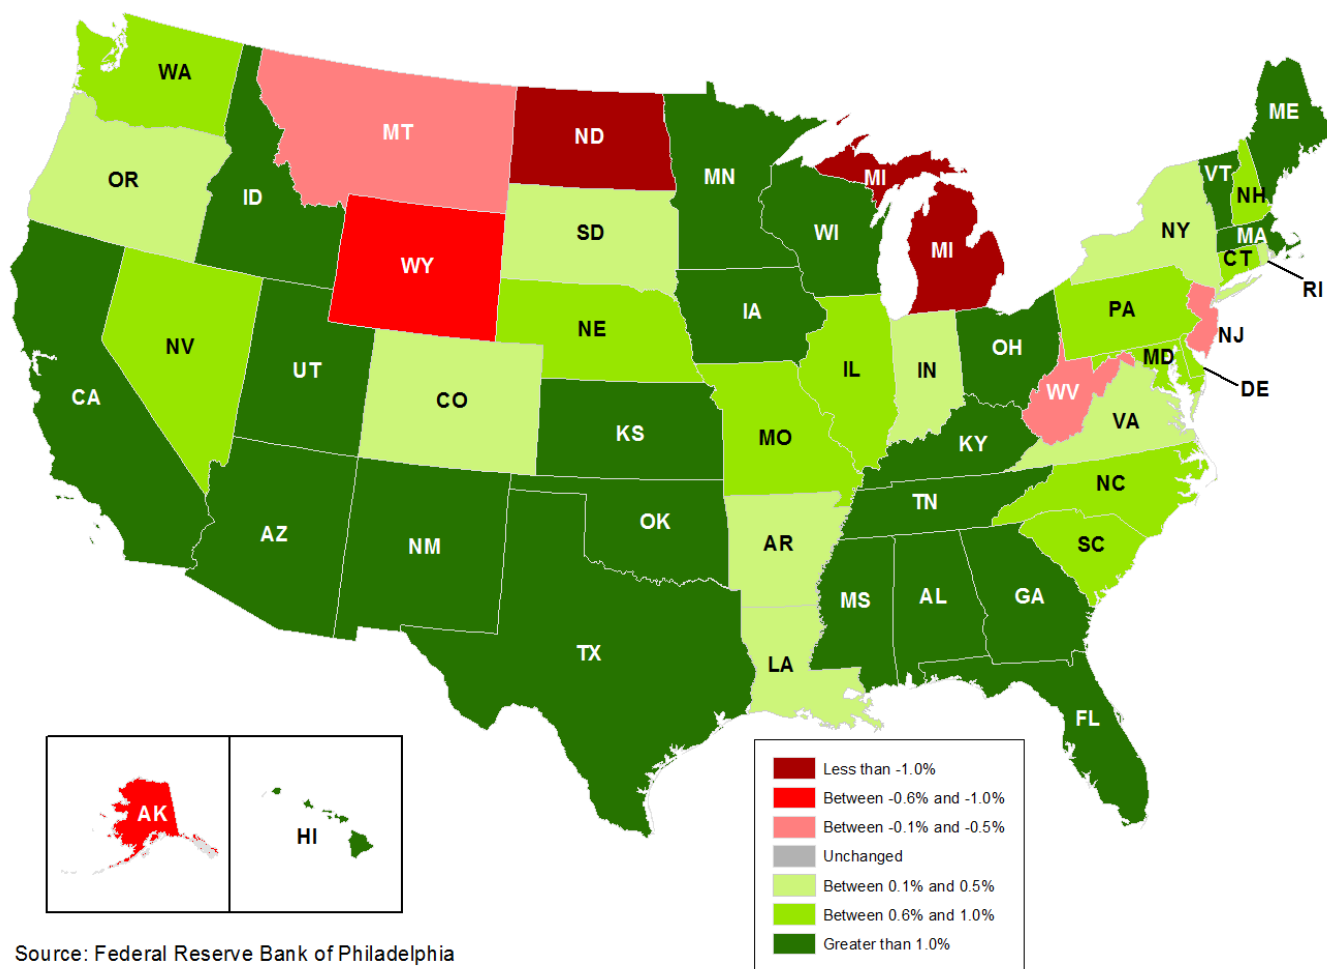 WA
ME
MT
ND
VT
MN
MI
OR
NH
ID
NY
SD
WI
MA
MI
CT
WY
RI
IA
PA
NE
NJ
NV
OH
MD
UT
IL
IN
DE
CA
CO
WV
KS
VA
MO
KY
NC
TN
OK
AZ
NM
AR
SC
MS
AL
GA
TX
LA
FL
AK
HI
Less than -1.0%
Between -0.6% and -1.0%
Between -0.1% and -0.5%
Unchanged
Between 0.1% and 0.5%
Between 0.6% and 1.0%
Greater than 1.0%
Source: Federal Reserve Bank of Philadelphia